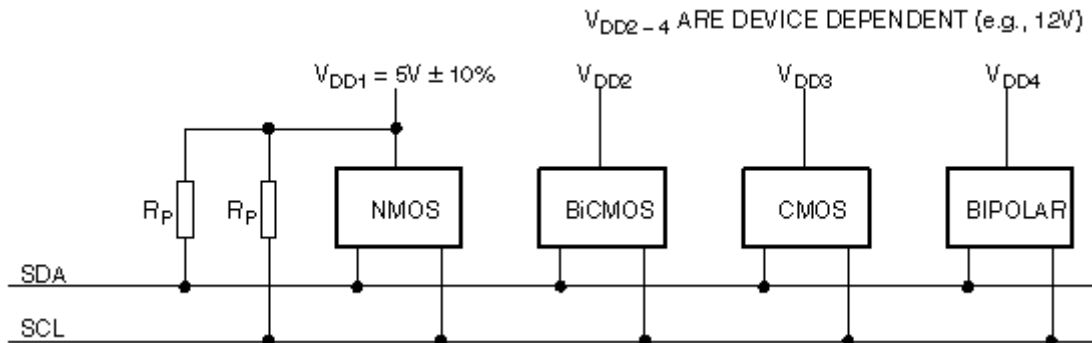 VDD2–4 ARE DEVICE DEPENDENT (e.g., 12V)
VDD1 = 5V ± 10%
VDD2
VDD3
VDD4
RP
RP
NMOS
BiCMOS
CMOS
BIPOLAR
SDA
SCL